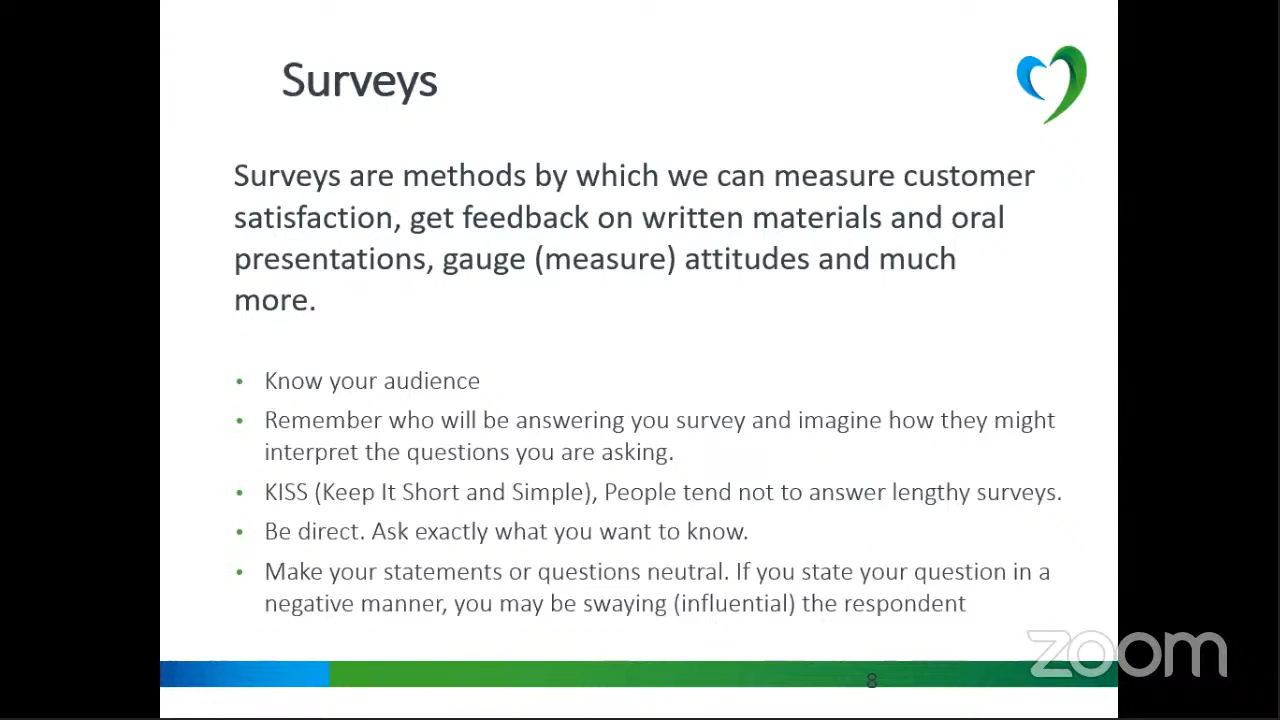 Surveys
Surveys are methods by which we can measure customer
satisfaction, get feedback on written materials and oral
presentations, gauge (measure) attitudes and much
more.
• Know your audience
• Remember who will be answering you survey and imagine how they might
interpret the questions you are asking.
• KISS (Keep It Short and Simple), People tend not to answer lengthy surveys.
• Be direct. Ask exactly what you want to know.
• Make your statements or questions neutral. If you state your question in a
negative manner, you may be swaying (influential) the respondent
zoom
8